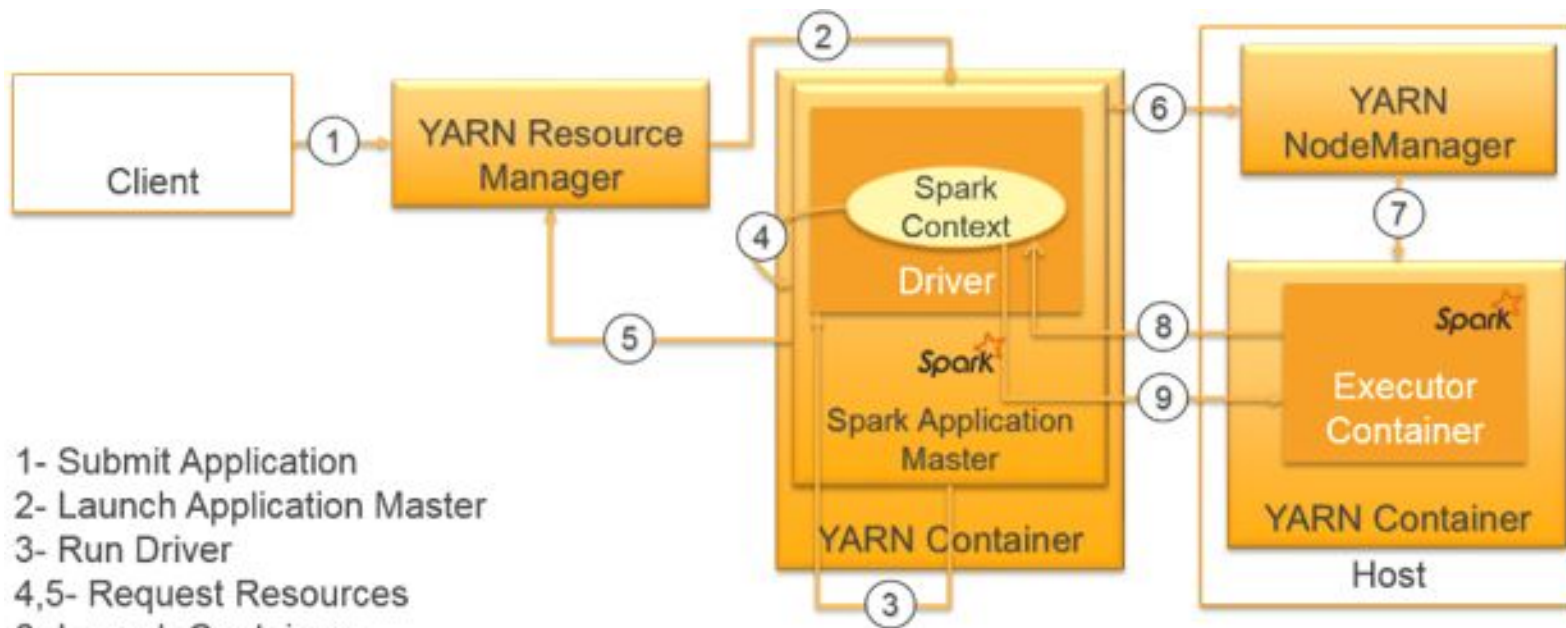 2
YARN
NodeManager
1
YARN Resource
Manager
6
Client
Spark
Context
7
4
Driver
5
8
Spark
Spark
9
Executor
Container
Spark Application
Master
1- Submit Application
2- Launch Application Master
YARN Container
YARN Container
3- Run Driver
Host
4,5- Request Resources
3